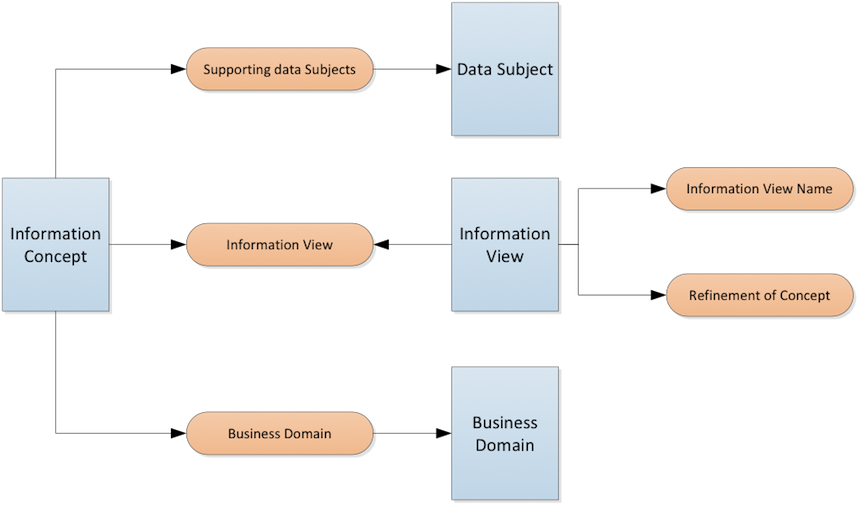 Supporting data Subjects
Data Subject
Information
Concept
Information View
Information
View
Information View Name
Refinement of Concept
Business Domain
Business
Domain